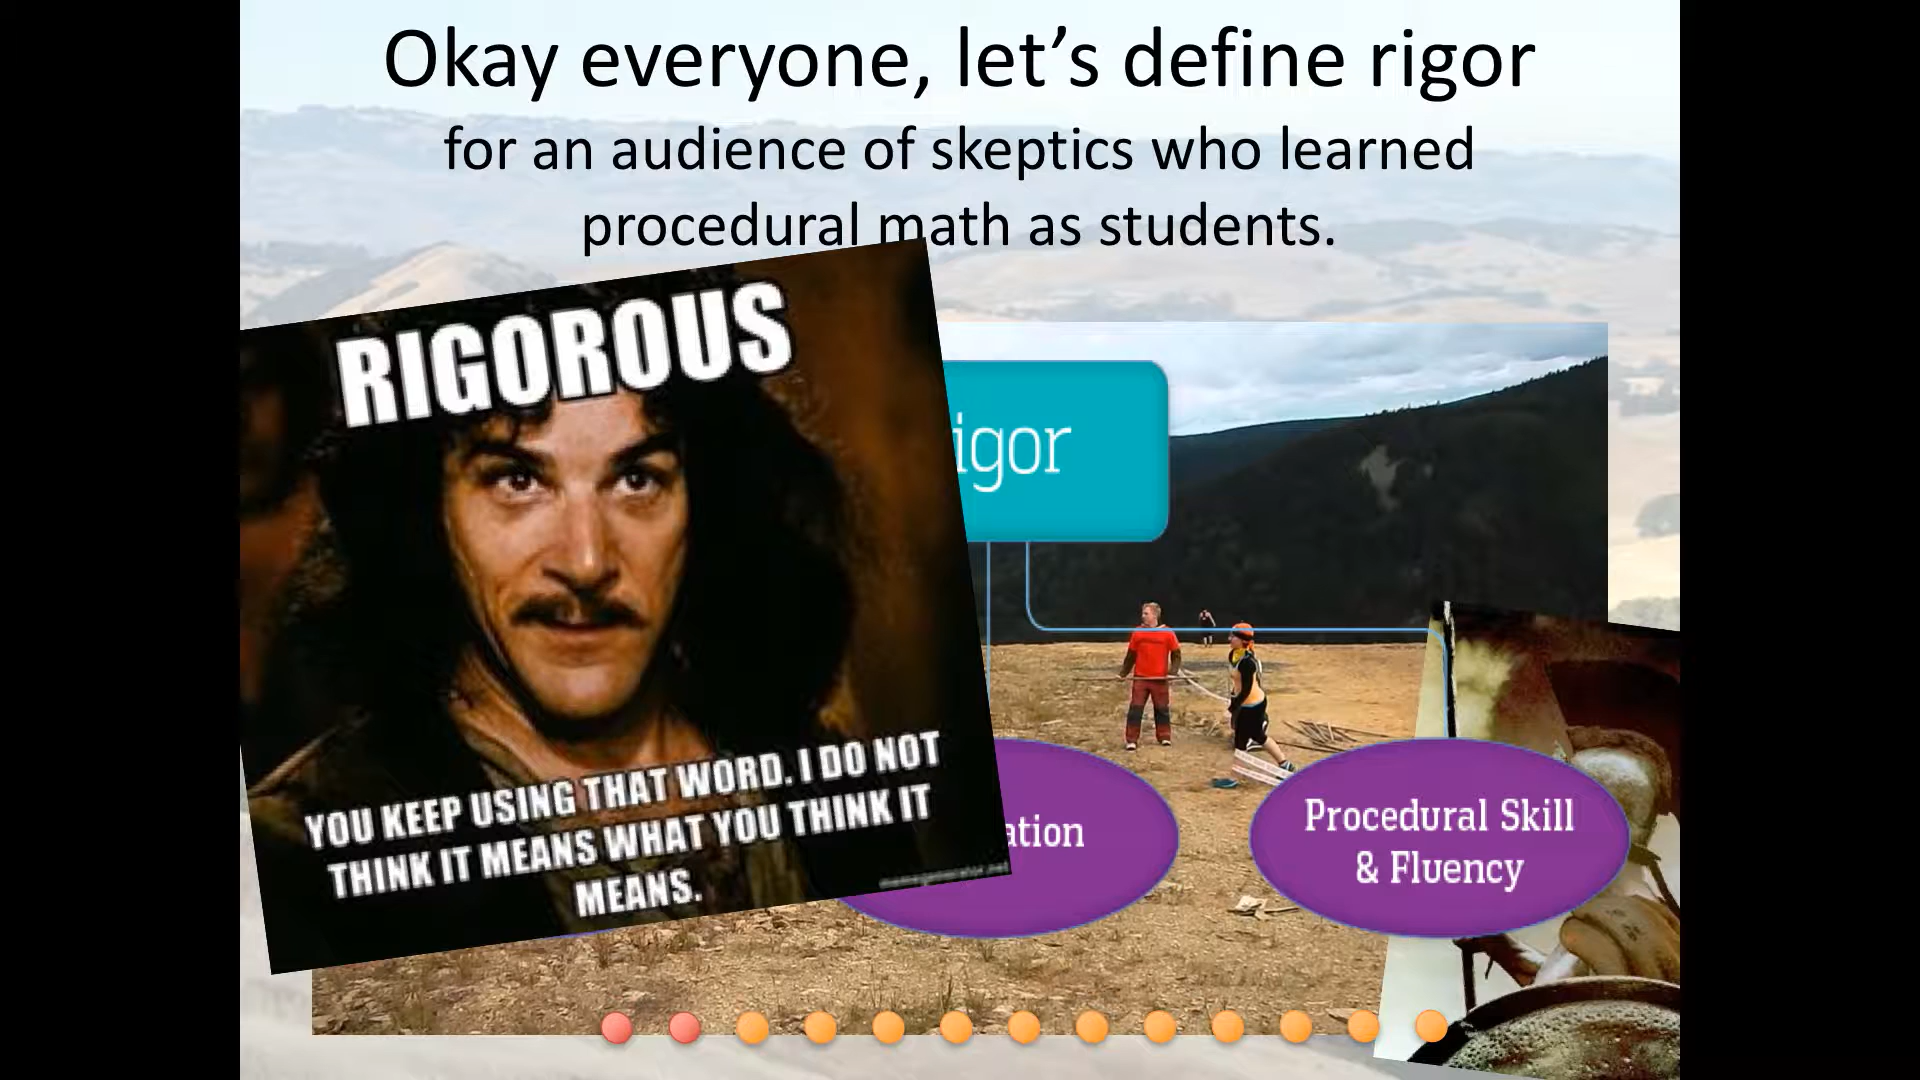 Okay everyone, let’s define rigor
for an audience of skeptics who learned
procedural math as students.
RIGOROUS
igor
YOU KEEP USING THAT WORD. I DO NOT
THINK IT MEANS WHAT YOU THINK IT
MEANS.
ation
Procedural Skill
& Fluency